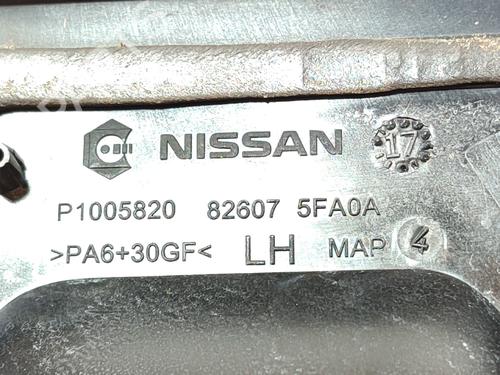 NISSAN 17
P1005820 82607 5FA0A
>PA6+30GF< LH MAP 4